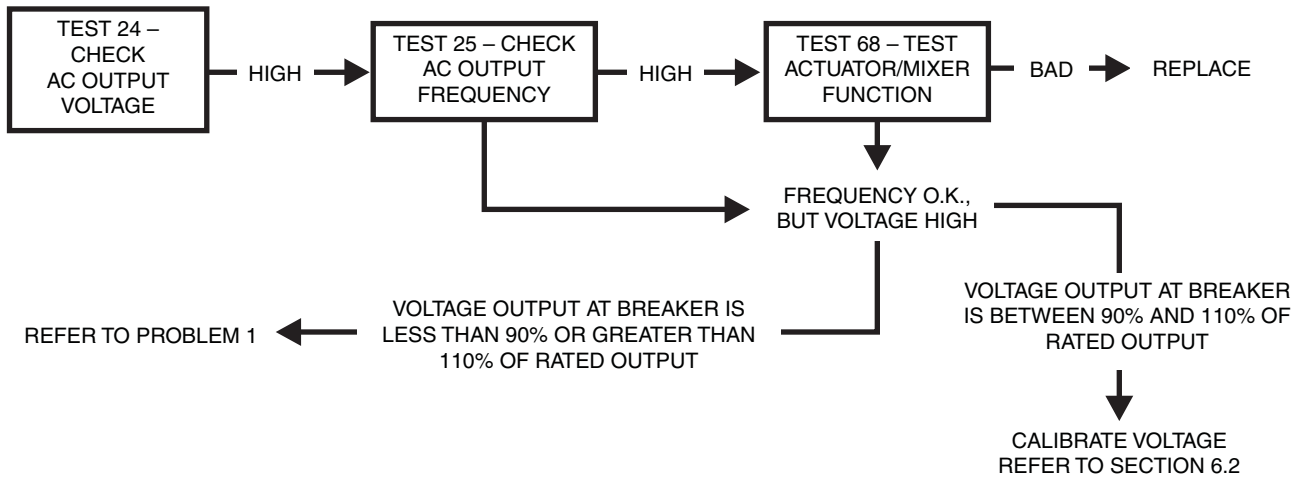 TEST 24 –
CHECK
AC OUTPUT
VOLTAGE
HIGH
TEST 25 – CHECK
AC OUTPUT
FREQUENCY
HIGH
TEST 68 – TEST
ACTUATOR/MIXER
FUNCTION
BAD
REPLACE
FREQUENCY O.K.,
BUT VOLTAGE HIGH
REFER TO PROBLEM 1
VOLTAGE OUTPUT AT BREAKER IS
LESS THAN 90% OR GREATER THAN
110% OF RATED OUTPUT
VOLTAGE OUTPUT AT BREAKER
IS BETWEEN 90% AND 110% OF
RATED OUTPUT
CALIBRATE VOLTAGE
REFER TO SECTION 6.2